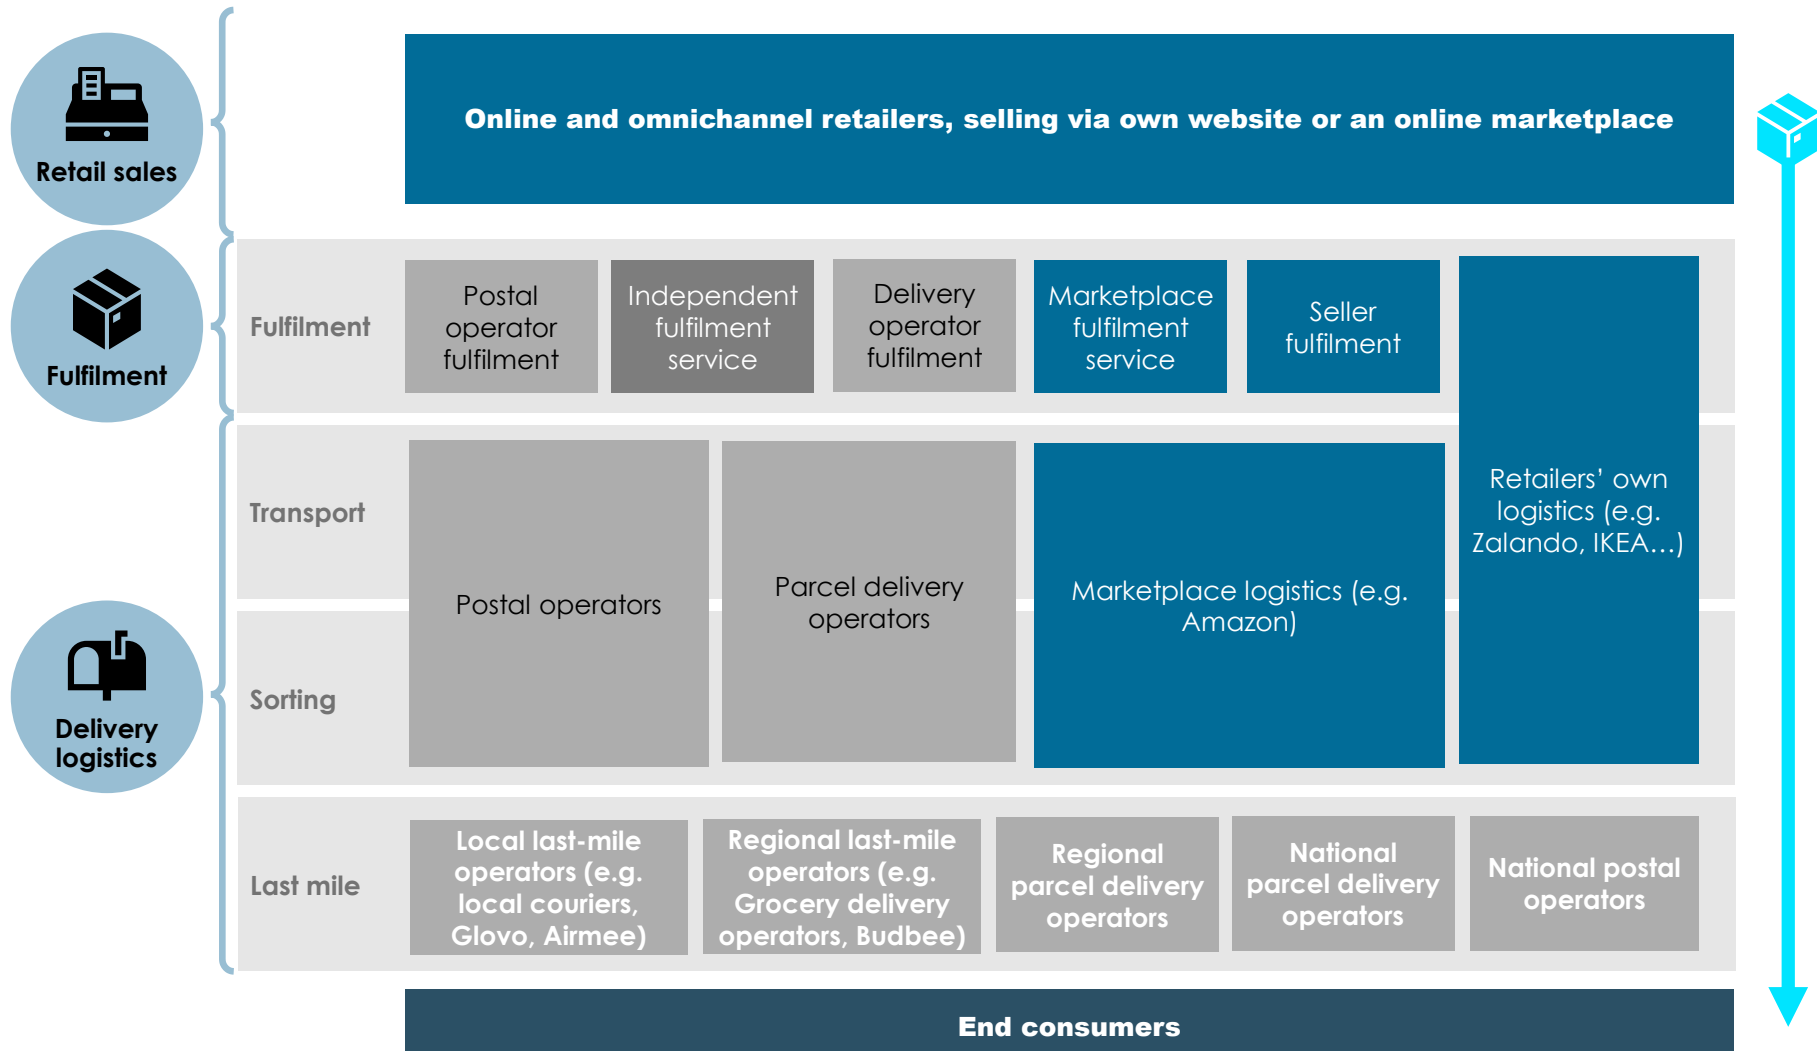 Retail sales
Online and omnichannel retailers, selling via own website or an online marketplace
Fulfilment
Fulfilment
Postal
operator
fulfilment
Independent
fulfilment
service
Delivery
operator
fulfilment
Marketplace
fulfilment
service
Seller
fulfilment
Retailers’ own
logistics (e.g.
Zalando, IKEA…)
Delivery
logistics
Transport
Sorting
Postal operators
Parcel delivery
operators
Marketplace logistics (e.g.
Amazon)
Last mile
Local last-mile
operators (e.g.
local couriers,
Glovo, Airmee)
Regional last-mile
operators (e.g.
Grocery delivery
operators, Budbee)
Regional
parcel delivery
operators
National
parcel delivery
operators
National postal
operators
End consumers